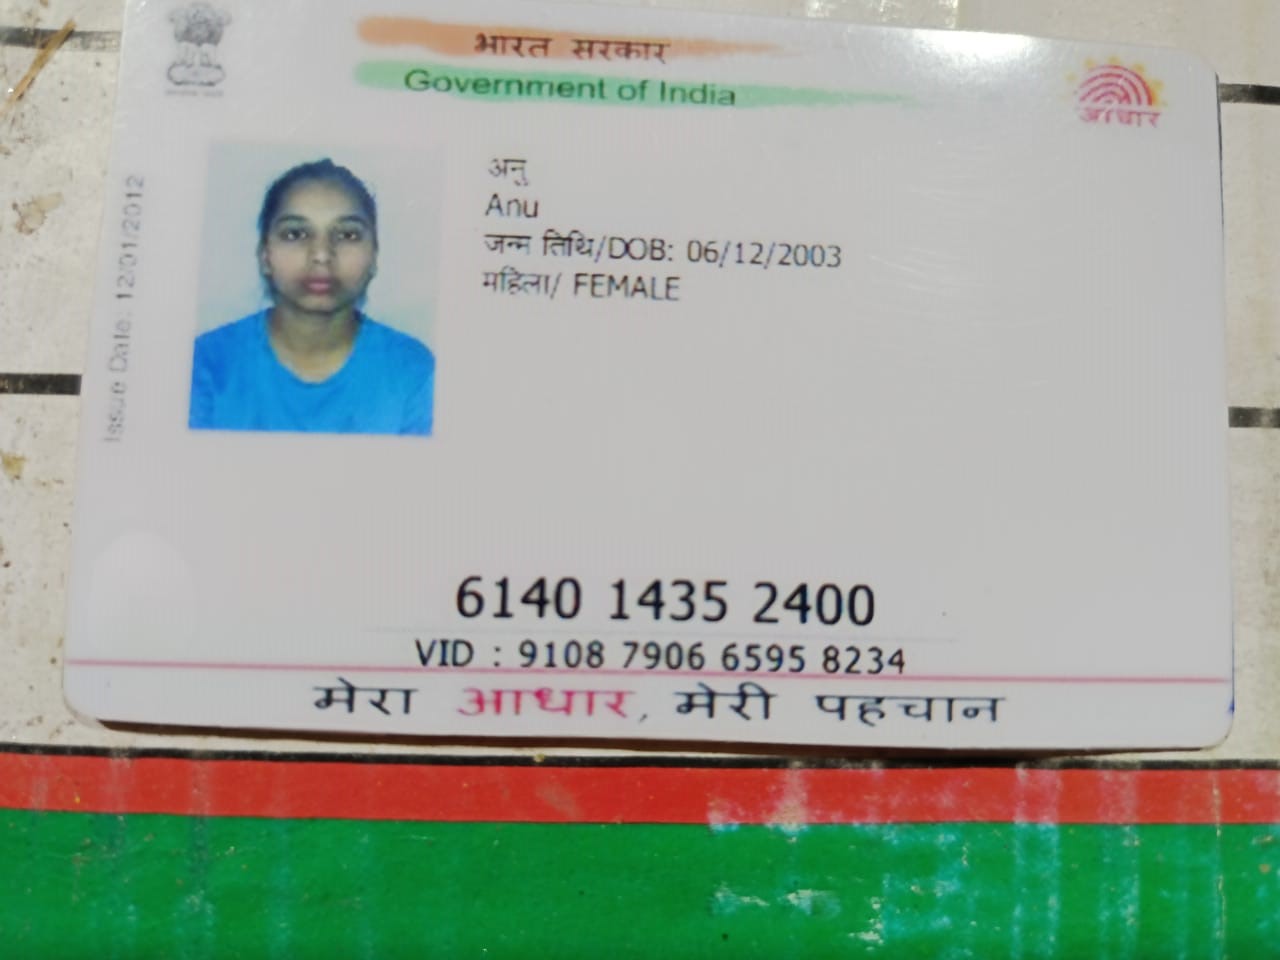 भारत सरकार
Government of India
आधार
Issue Date: 12/01/2012
अनु
Anu
जन्म तिथि/DOB: 06/12/2003
महिला/ FEMALE
6140 1435 2400
VID : 9108 7906 6595 8234
मेरा आधार, मेरी पहचान